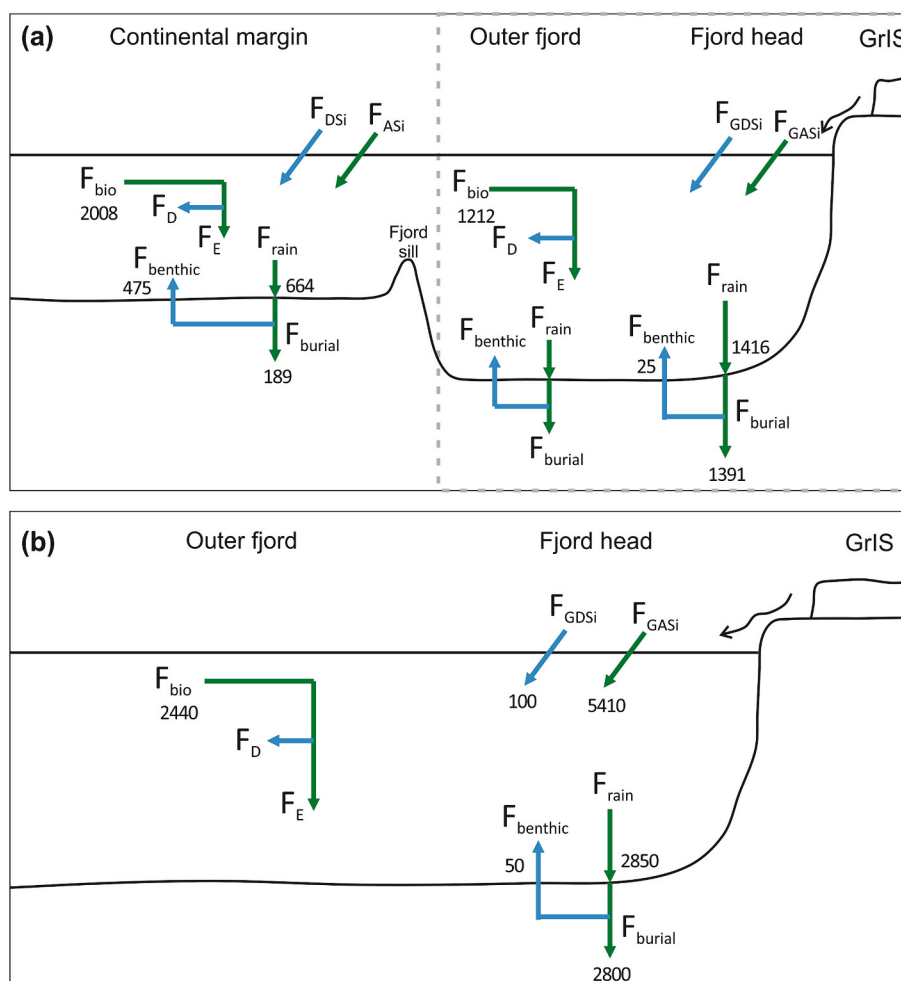 (a)
Continental margin
Outer fjord
Fjord head
GrIS
F_DSi
F_ASi
F_GDSi
F_GASi
F_bio
2008
F_D
F_E
F_bio
1212
F_D
F_E
Fjord
sill
F_benthic
475
F_rain
664
F_burial
189
F_benthic
F_rain
F_burial
F_benthic
25
F_rain
1416
F_burial
1391
(b)
Outer fjord
Fjord head
GrIS
F_GDSi
100
F_GASi
5410
F_bio
2440
F_D
F_E
F_benthic
50
F_rain
2850
F_burial
2800